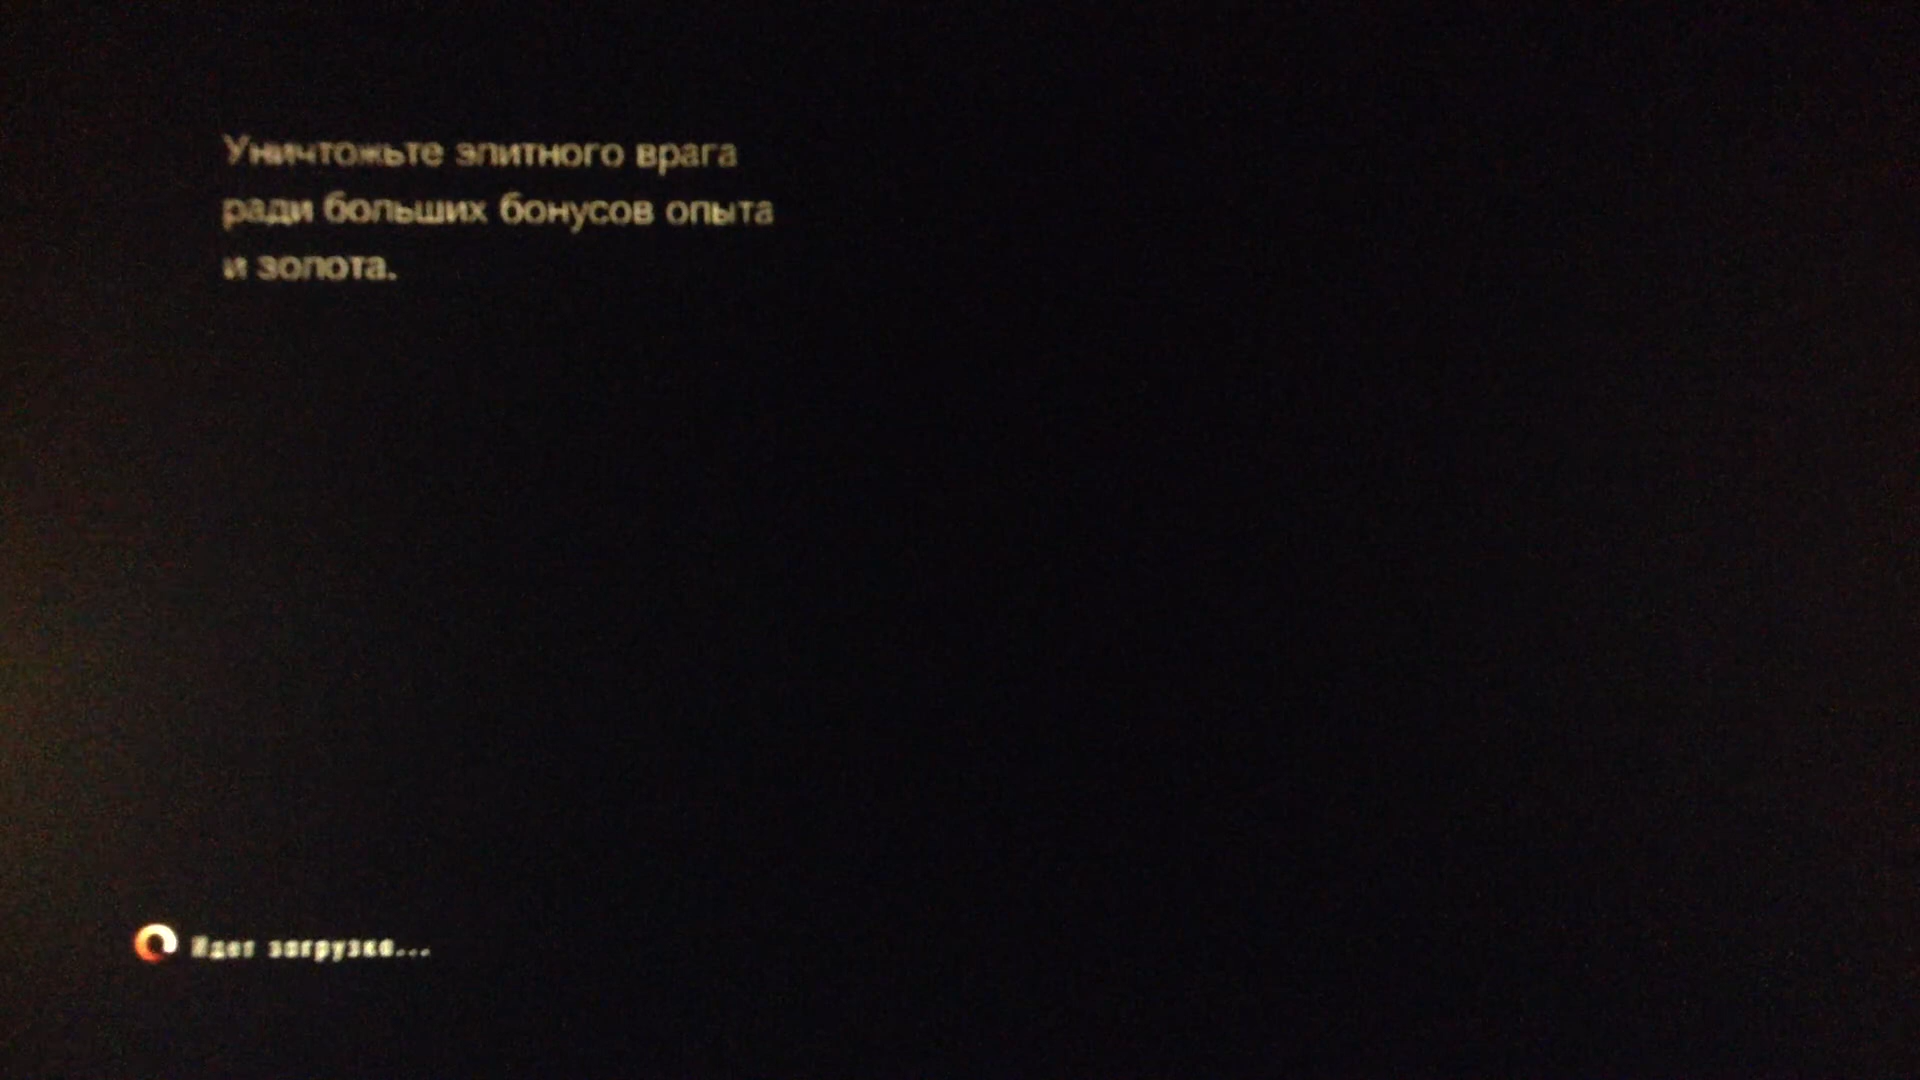 Уничтожьте элитного врага
ради больших бонусов опыта
и золота.
Идет загрузка...